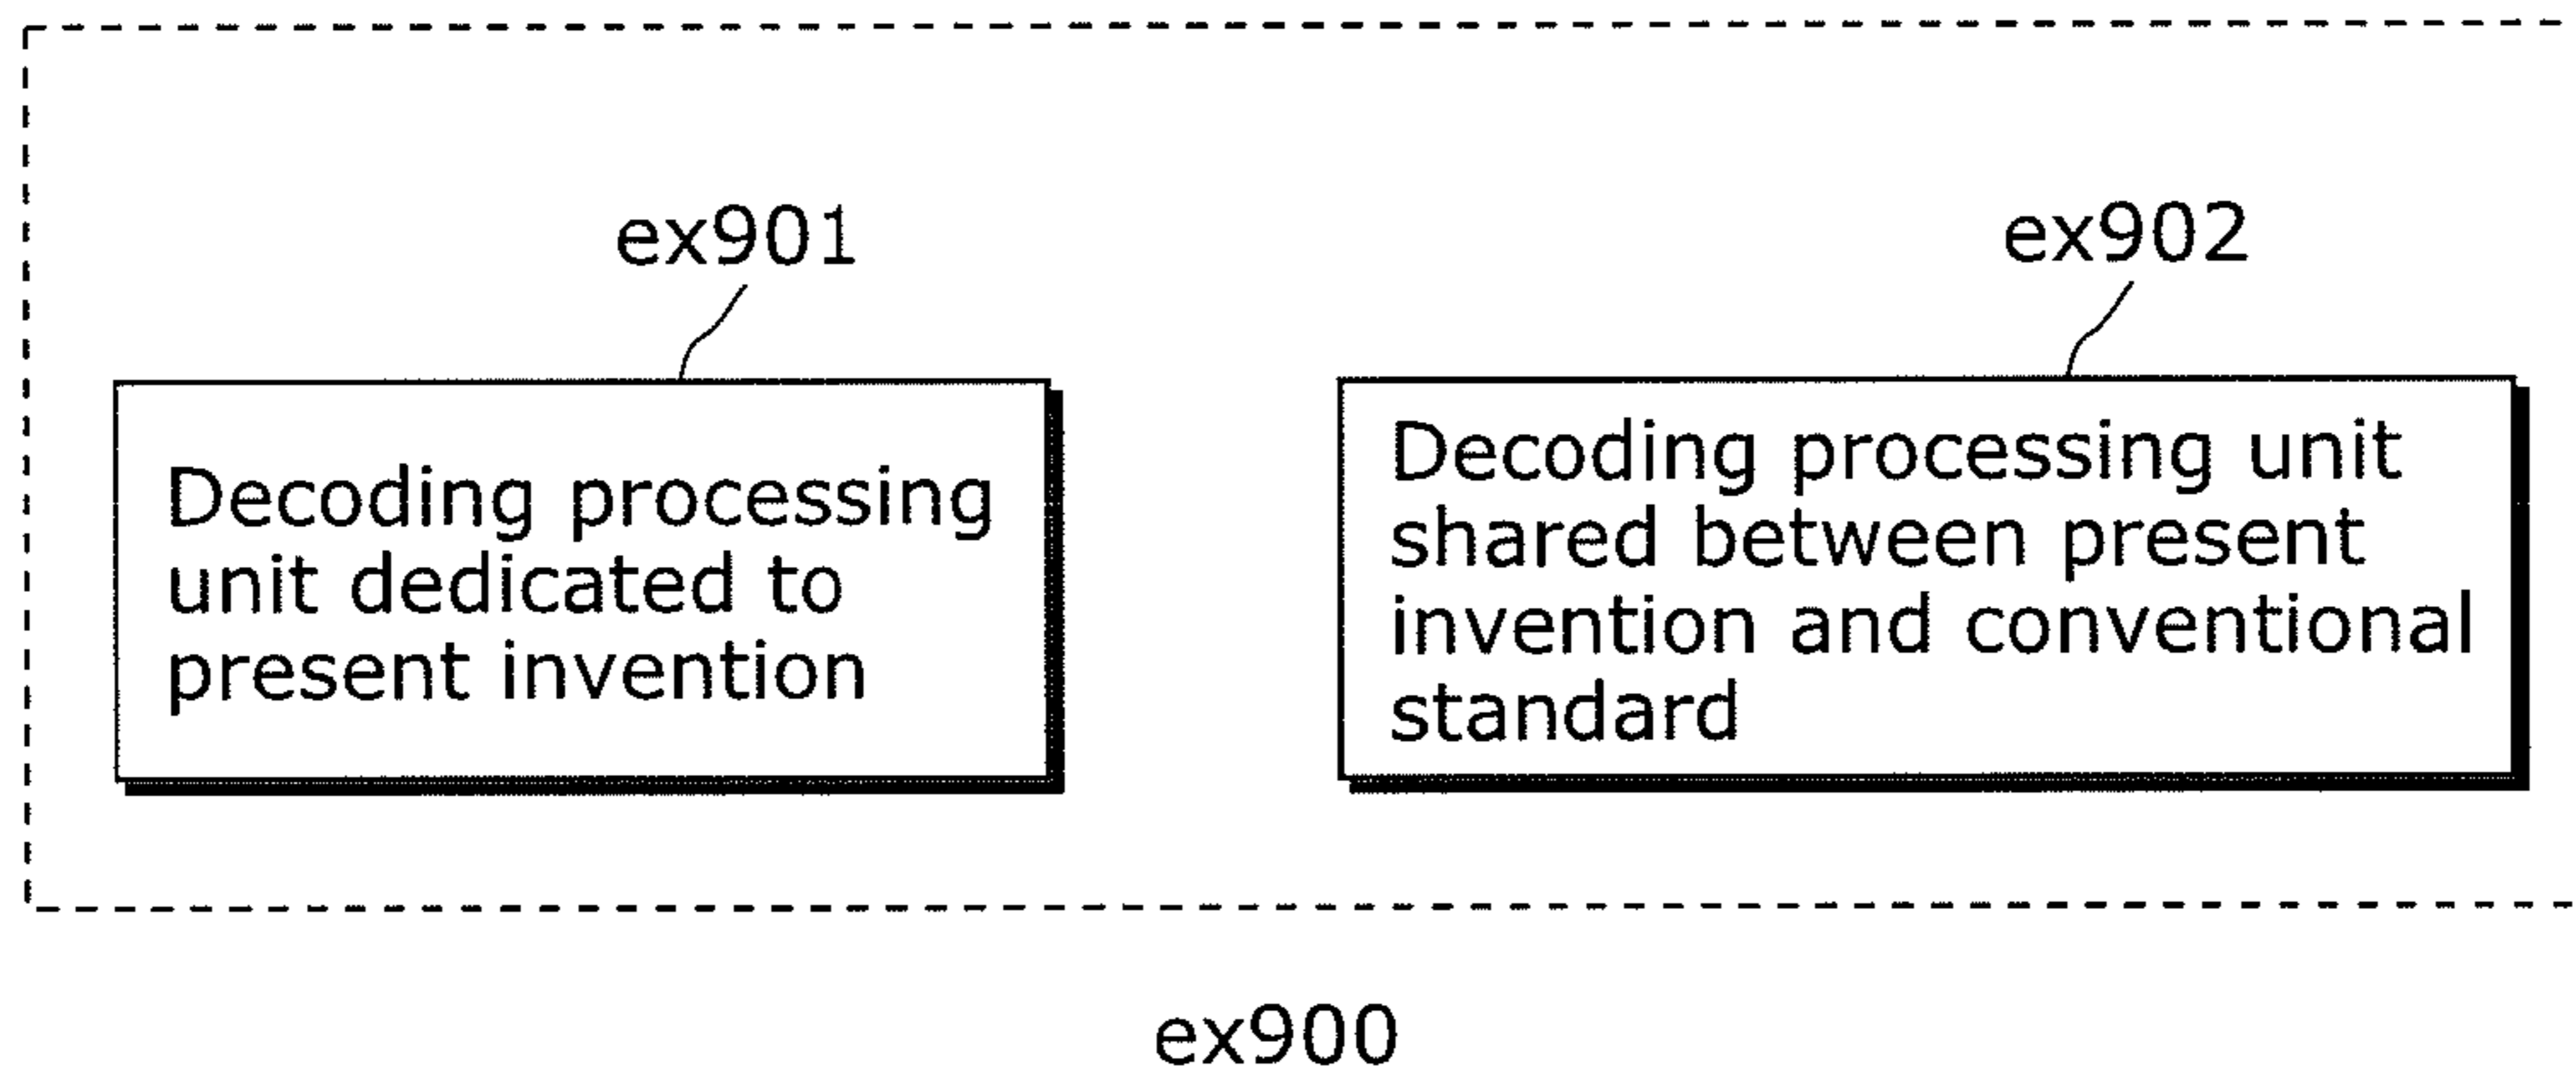 ex901
ex902
Decoding processing
unit dedicated to
present invention
Decoding processing unit
shared between present
invention and conventional
standard
ex900